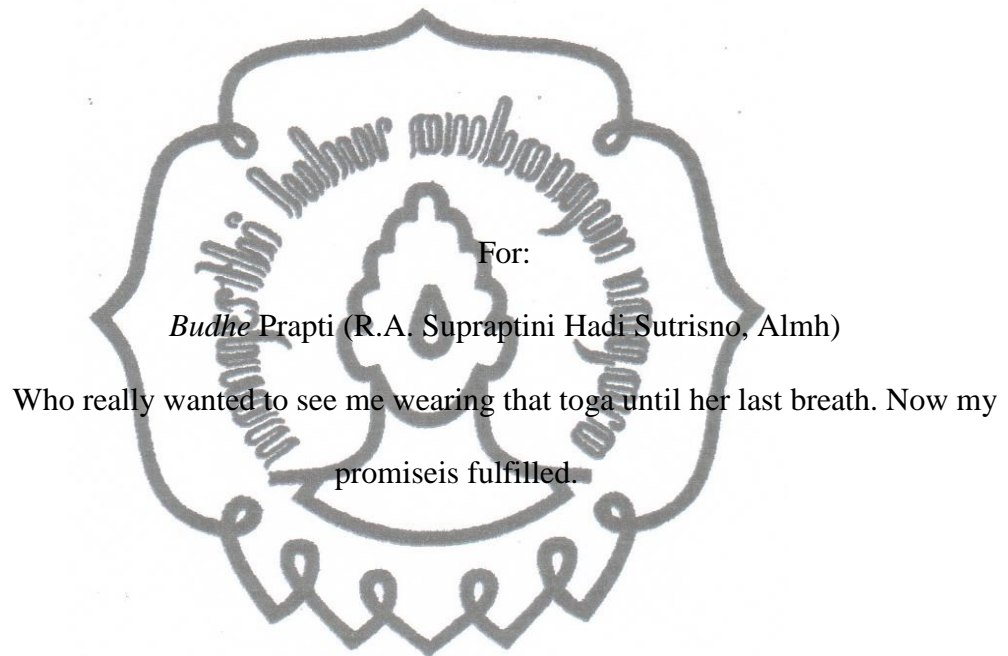 For:
Budhe Prapti (R.A. Supraptini Hadi Sutrisno, Almh)
Who really wanted to see me wearing that toga until her last breath. Now my
promiseis fulfilled.